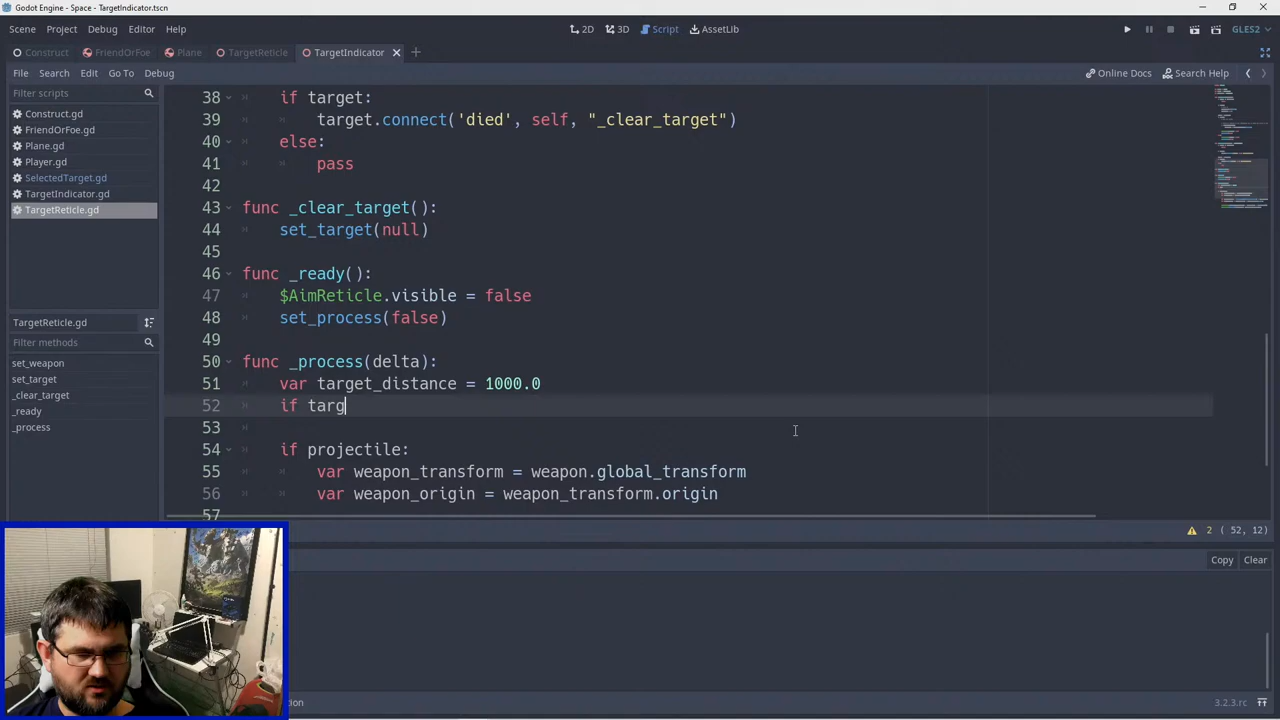 Godot Engine - Space - TargetIndicator.tscn
Scene Project Debug Editor Help 2D 3D Script AssetLib GLES2
Construct FriendOrFoe Plane TargetReticle TargetIndicator
File Search Edit Go To Debug Online Docs Search Help
Filter scripts
Construct.gd
FriendOrFoe.gd
Plane.gd
Player.gd
SelectedTarget.gd
TargetIndicator.gd
TargetReticle.gd
TargetReticle.gd
Filter methods
set_weapon
set_target
_clear_target
_ready
_process
38 if target:
39 target.connect('died', self, "_clear_target")
40 else:
41 pass
42
43 func _clear_target():
44 set_target(null)
45
46 func _ready():
47 $AimReticle.visible = false
48 set_process(false)
49
50 func _process(delta):
51 var target_distance = 1000.0
52 if targ
53
54 if projectile:
55 var weapon_transform = weapon.global_transform
56 var weapon_origin = weapon_transform.origin
57
2 ( 52, 12)
Copy Clear
3.2.3.rc